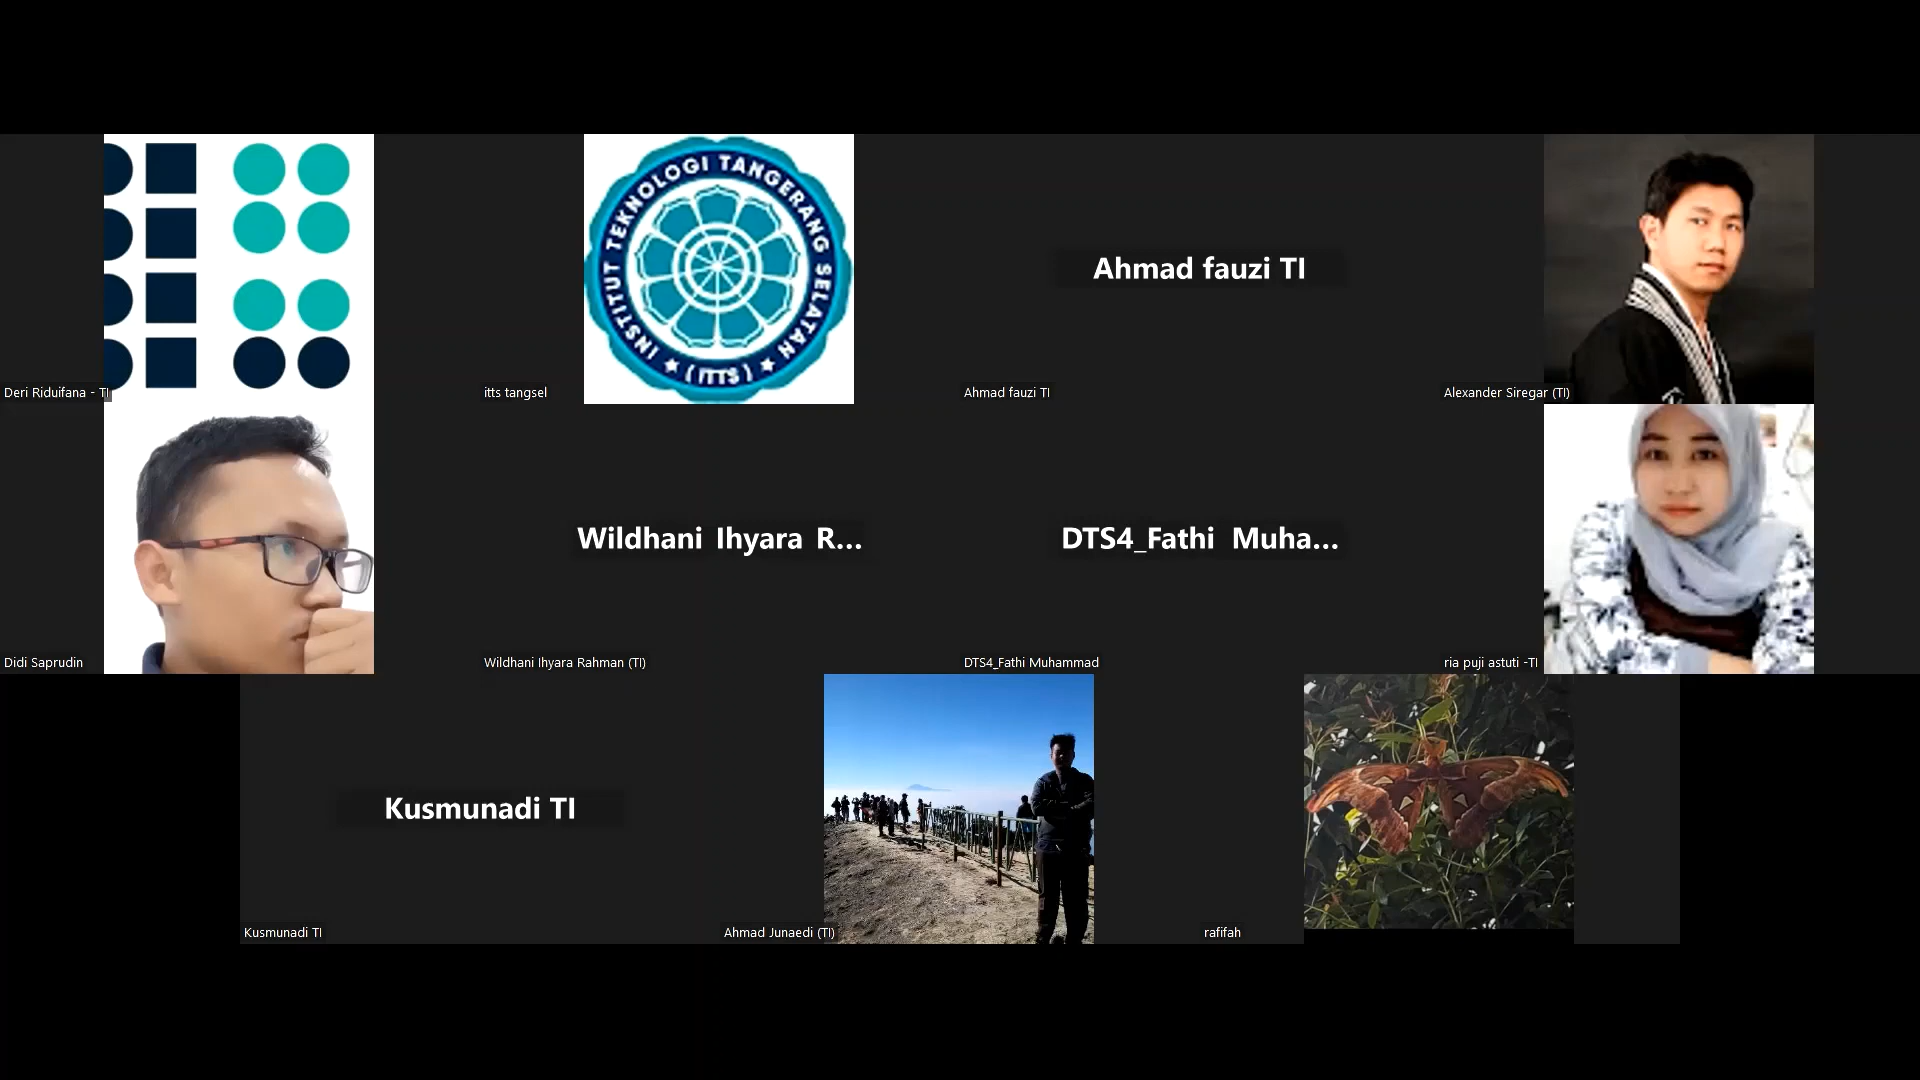 INSTITUT TEKNOLOGI TANGERANG SELATAN
( ITTS )
Ahmad fauzi TI
Deri Riduifana - TI
itts tangsel
Ahmad fauzi TI
Alexander Siregar (TI)
Wildhani Ihyara R...
DTS4_Fathi Muha...
Didi Saprudin
Wildhani Ihyara Rahman (TI)
DTS4_Fathi Muhammad
ria puji astuti -TI
Kusmunadi TI
Kusmunadi TI
Ahmad Junaedi (TI)
rafifah